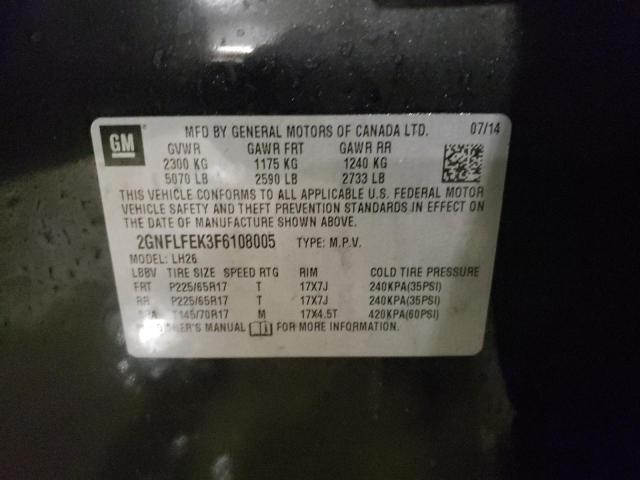 GM
MFD BY GENERAL MOTORS OF CANADA LTD. 07/14
GVWR GAWR FRT GAWR RR
2300 KG 1175 KG 1240 KG
5070 LB 2590 LB 2733 LB
THIS VEHICLE CONFORMS TO ALL APPLICABLE U.S. FEDERAL MOTOR
VEHICLE SAFETY AND THEFT PREVENTION STANDARDS IN EFFECT ON
THE DATE OF MANUFACTURE SHOWN ABOVE.
2GNFLFEK3F6108005 TYPE: M.P.V.
MODEL: LH26
LBBV TIRE SIZE SPEED RTG RIM COLD TIRE PRESSURE
FRT P225/65R17 T 17X7J 240KPA(35PSI)
RR P225/65R17 T 17X7J 240KPA(35PSI)
T145/70R17 M 17X4.5T 420KPA(60PSI)
MANUAL FOR MORE INFORMATION.